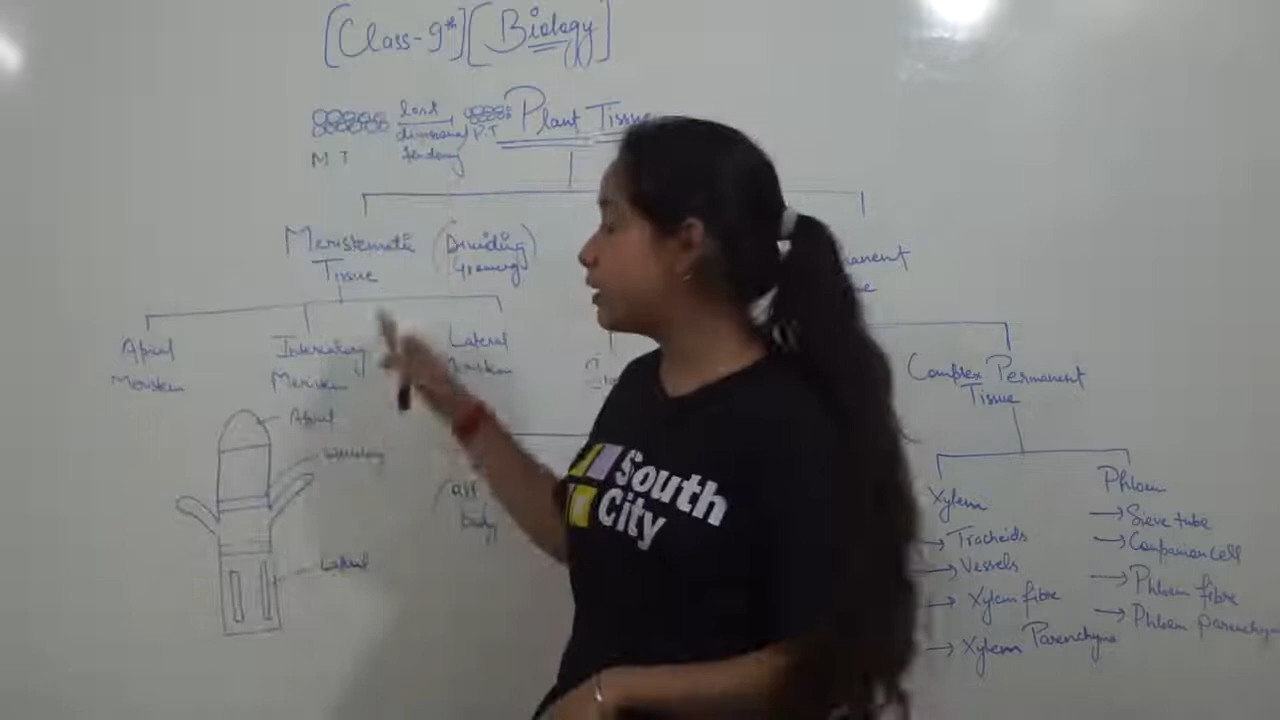 [Class-9th] [Biology]
lost
divisional
tendency
M T
P.T
Plant Tissue
Meristematic
Tissue
(Dividing
Growing)
manent
Apical
Meristem
Intercalary
Meristem
Lateral
Apical
Lateral
Complex Permanent
Tissue
Xylem
→ Tracheids
→ Vessels
→ Xylem fibre
→ Xylem Parenchyma
Phloem
→ Sieve tube
→ Companion cell
→ Phloem fibre
→ Phloem parenchyma
South
City